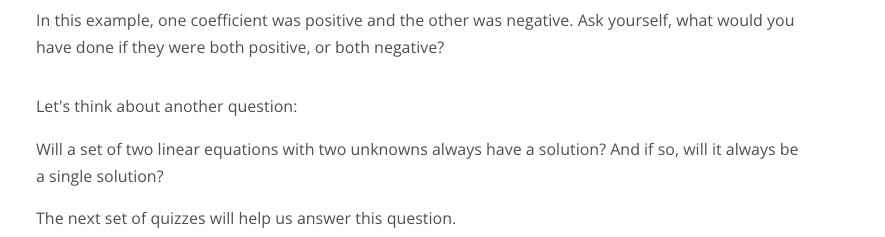 In this example, one coefficient was positive and the other was negative. Ask yourself, what would you
have done if they were both positive, or both negative?
Let's think about another question:
Will a set of two linear equations with two unknowns always have a solution? And if so, will it always be
a single solution?
The next set of quizzes will help us answer this question.